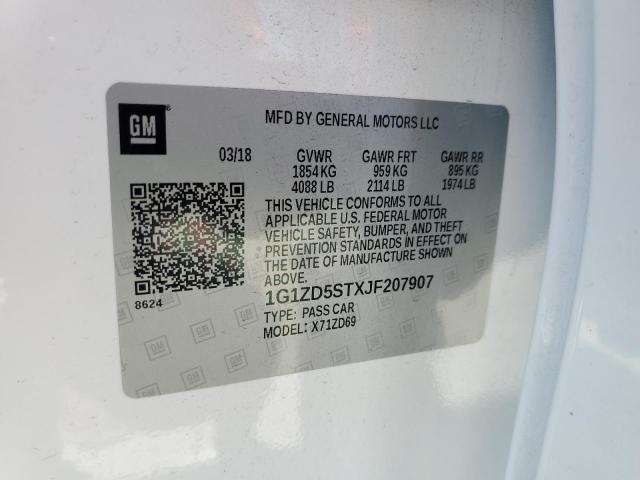 GM
MFD BY GENERAL MOTORS LLC
03/18 GVWR GAWR FRT GAWR RR
1854 KG 959 KG 895 KG
4088 LB 2114 LB 1974 LB
THIS VEHICLE CONFORMS TO ALL
APPLICABLE U.S. FEDERAL MOTOR
VEHICLE SAFETY, BUMPER, AND THEFT
PREVENTION STANDARDS IN EFFECT ON
THE DATE OF MANUFACTURE SHOWN
ABOVE.
8624
1G1ZD5STXJF207907
TYPE: PASS CAR
MODEL: X71ZD69